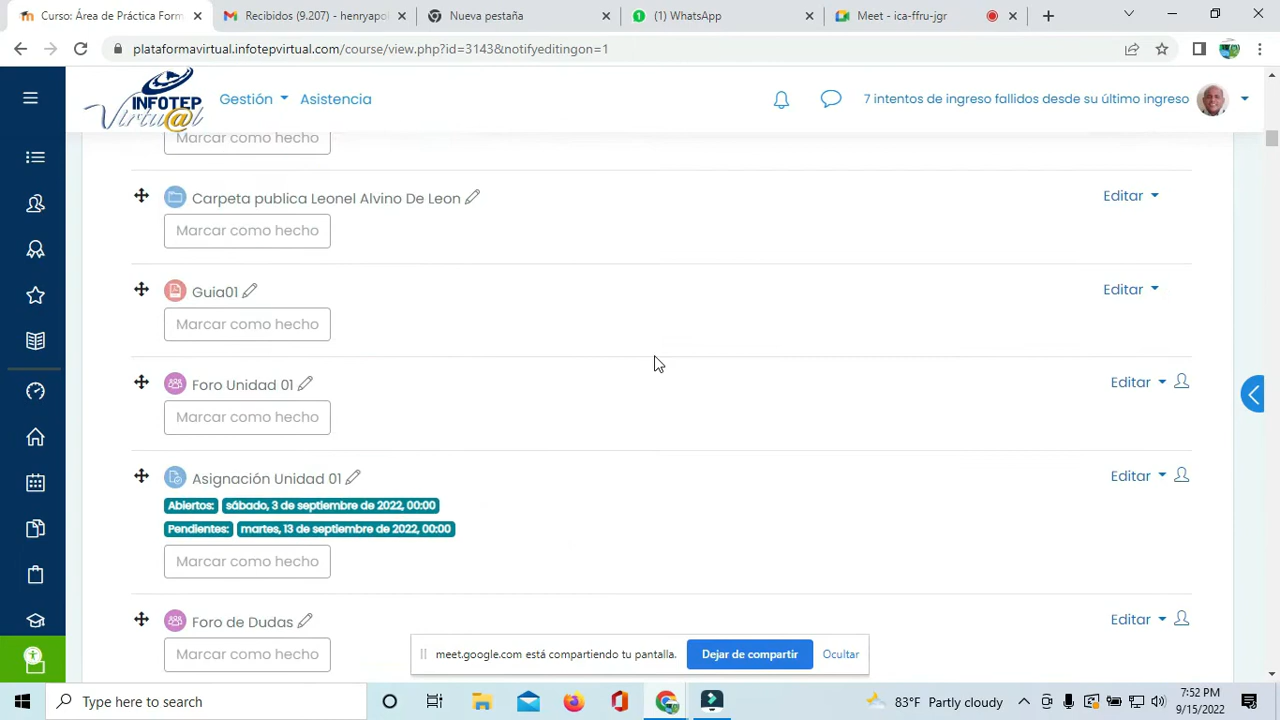 Curso: Área de Práctica Form
Recibidos (9.207) - henryapol
Nueva pestaña
(1) WhatsApp
Meet - ica-ffru-jgr
plataformavirtual.infotepvirtual.com/course/view.php?id=3143&notifyeditingon=1
INFOTEP
Virtu@l
Gestión
Asistencia
7 intentos de ingreso fallidos desde su último ingreso
Marcar como hecho
Carpeta publica Leonel Alvino De Leon
Editar
Marcar como hecho
Guia01
Editar
Marcar como hecho
Foro Unidad 01
Editar
Marcar como hecho
Asignación Unidad 01
Editar
Abiertos: sábado, 3 de septiembre de 2022, 00:00
Pendientes: martes, 13 de septiembre de 2022, 00:00
Marcar como hecho
Foro de Dudas
Editar
Marcar como hecho
meet.google.com está compartiendo tu pantalla.
Dejar de compartir
Ocultar
Type here to search
83°F Partly cloudy
7:52 PM
9/15/2022